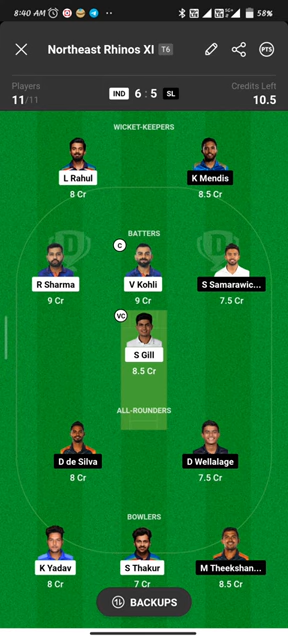 8:40 AM
58%
Northeast Rhinos XI T6
PTS
Players
11/11
IND 6 : 5 SL
Credits Left
10.5
WICKET-KEEPERS
L Rahul
8 Cr
K Mendis
8.5 Cr
BATTERS
R Sharma
9 Cr
C
V Kohli
9 Cr
S Samarawic...
7.5 Cr
VC
S Gill
8.5 Cr
ALL-ROUNDERS
D de Silva
8 Cr
D Wellalage
7.5 Cr
BOWLERS
K Yadav
8 Cr
S Thakur
7 Cr
M Theekshan...
8.5 Cr
BACKUPS